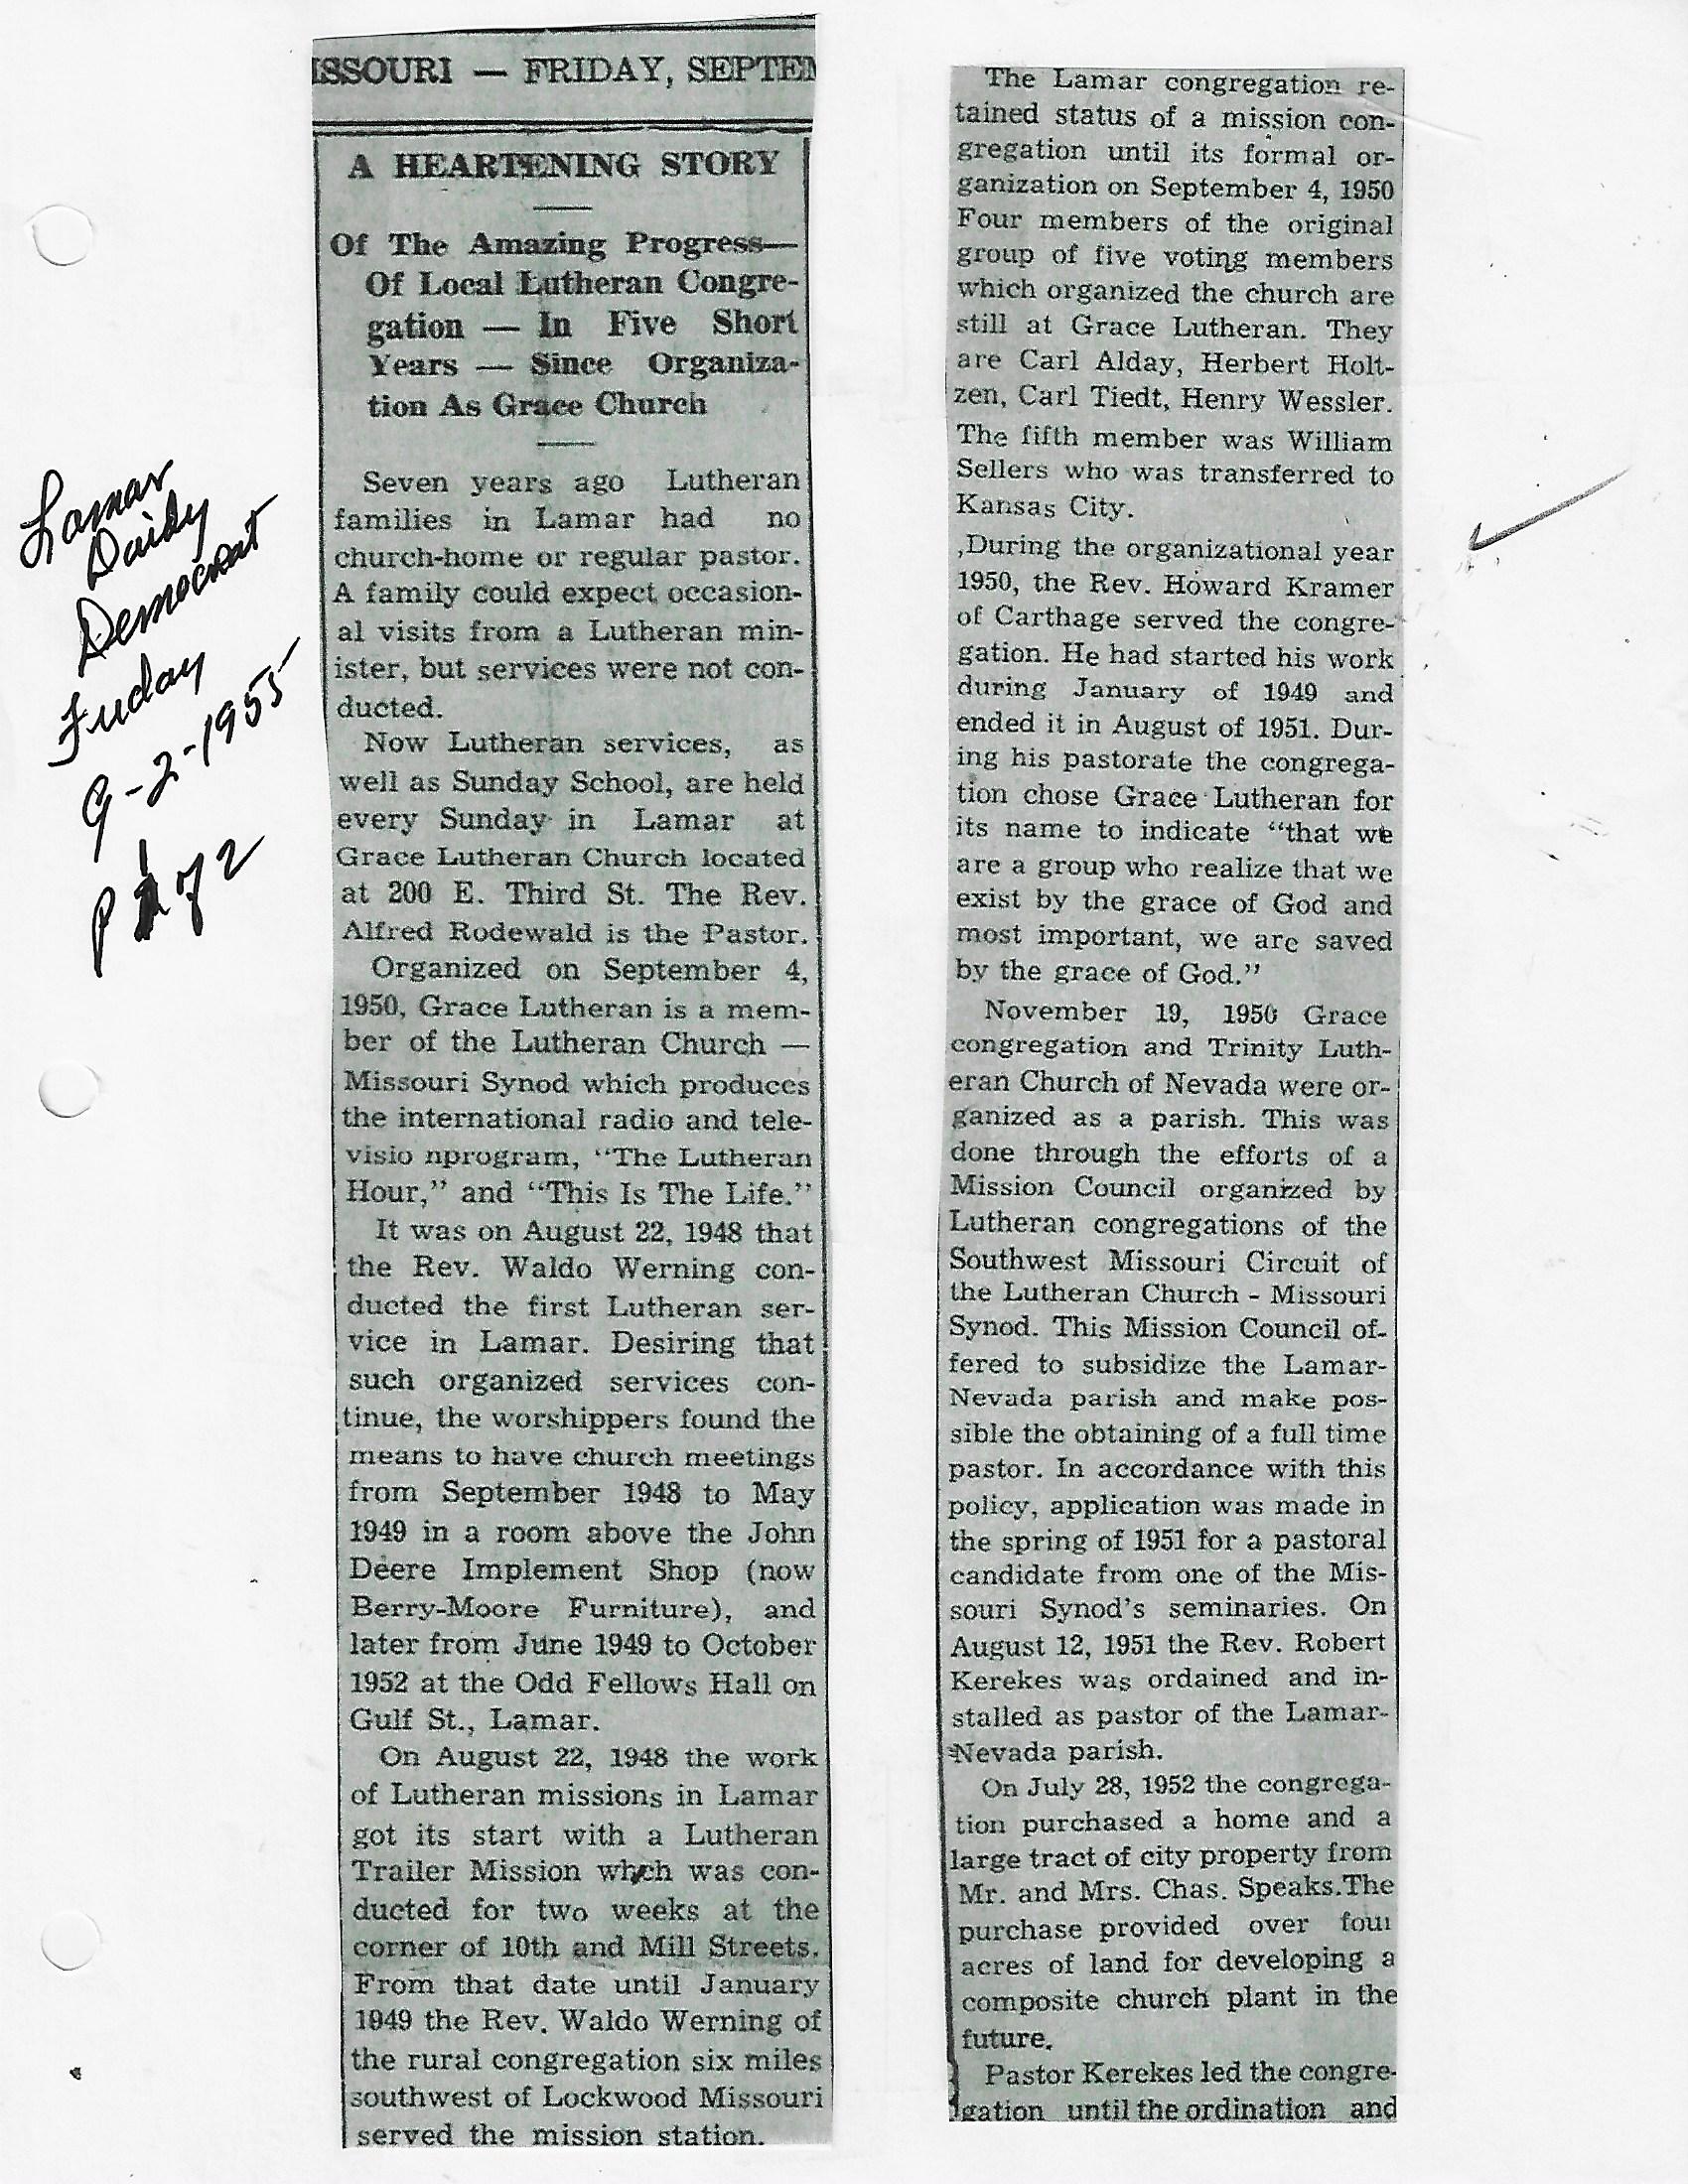 Lamar
Daily
Democrat
Friday
9-2-1955
P 1 of 2
ISSOURI — FRIDAY, SEPTEM
A HEARTENING STORY
Of The Amazing Progress—
Of Local Lutheran Congre-
gation — In Five Short
Years — Since Organiza-
tion As Grace Church
Seven years ago Lutheran
families in Lamar had no
church-home or regular pastor.
A family could expect occasion-
al visits from a Lutheran min-
ister, but services were not con-
ducted.
Now Lutheran services, as
well as Sunday School, are held
every Sunday in Lamar at
Grace Lutheran Church located
at 200 E. Third St. The Rev.
Alfred Rodewald is the Pastor.
Organized on September 4,
1950, Grace Lutheran is a mem-
ber of the Lutheran Church —
Missouri Synod which produces
the international radio and tele-
visio nprogram, "The Lutheran
Hour," and "This Is The Life."
It was on August 22, 1948 that
the Rev. Waldo Werning con-
ducted the first Lutheran ser-
vice in Lamar. Desiring that
such organized services con-
tinue, the worshippers found the
means to have church meetings
from September 1948 to May
1949 in a room above the John
Deere Implement Shop (now
Berry-Moore Furniture), and
later from June 1949 to October
1952 at the Odd Fellows Hall on
Gulf St., Lamar.
On August 22, 1948 the work
of Lutheran missions in Lamar
got its start with a Lutheran
Trailer Mission which was con-
ducted for two weeks at the
corner of 10th and Mill Streets.
From that date until January
1949 the Rev. Waldo Werning of
the rural congregation six miles
southwest of Lockwood Missouri
served the mission station.
The Lamar congregation re-
tained status of a mission con-
gregation until its formal or-
ganization on September 4, 1950
Four members of the original
group of five voting members
which organized the church are
still at Grace Lutheran. They
are Carl Alday, Herbert Holt-
zen, Carl Tiedt, Henry Wessler.
The fifth member was William
Sellers who was transferred to
Kansas City.
,During the organizational year
1950, the Rev. Howard Kramer
of Carthage served the congre-
gation. He had started his work
during January of 1949 and
ended it in August of 1951. Dur-
ing his pastorate the congrega-
tion chose Grace Lutheran for
its name to indicate "that we
are a group who realize that we
exist by the grace of God and
most important, we are saved
by the grace of God."
November 19, 1950 Grace
congregation and Trinity Luth-
eran Church of Nevada were or-
ganized as a parish. This was
done through the efforts of a
Mission Council organized by
Lutheran congregations of the
Southwest Missouri Circuit of
the Lutheran Church - Missouri
Synod. This Mission Council of-
fered to subsidize the Lamar-
Nevada parish and make pos-
sible the obtaining of a full time
pastor. In accordance with this
policy, application was made in
the spring of 1951 for a pastoral
candidate from one of the Mis-
souri Synod's seminaries. On
August 12, 1951 the Rev. Robert
Kerekes was ordained and in-
stalled as pastor of the Lamar-
Nevada parish.
On July 28, 1952 the congrega-
tion purchased a home and a
large tract of city property from
Mr. and Mrs. Chas. Speaks.The
purchase provided over four
acres of land for developing a
composite church plant in the
future.
Pastor Kerekes led the congre-
gation until the ordination and